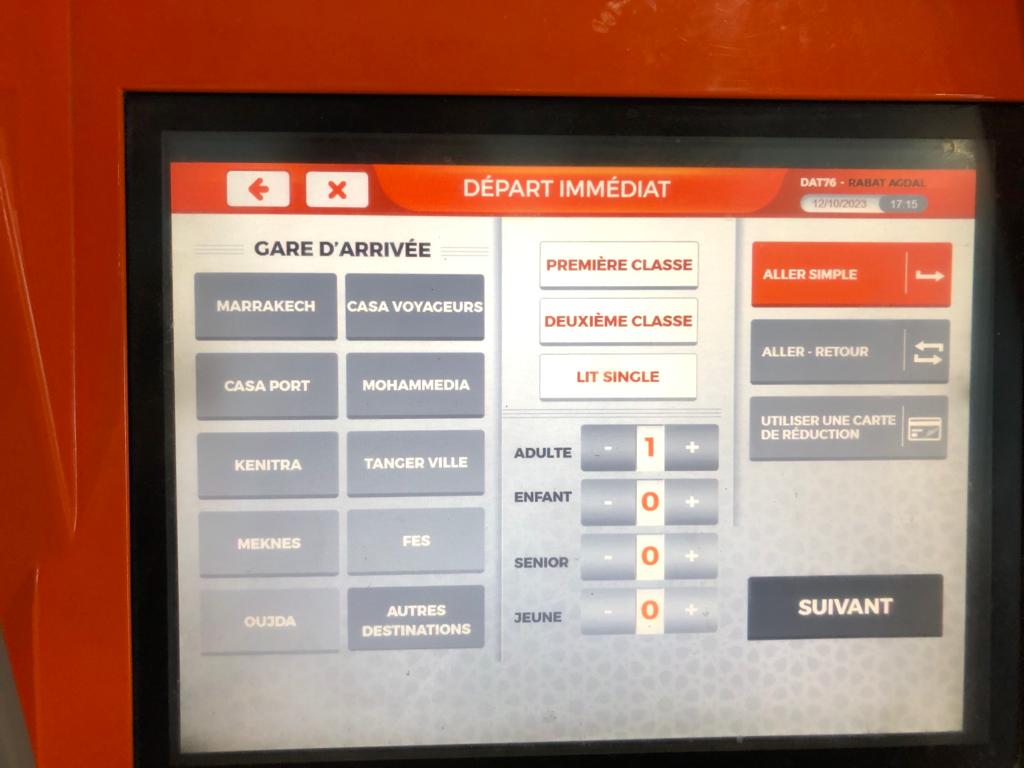 DÉPART IMMÉDIAT
DAT76 - RABAT AGDAL
12/10/2023 17:15
GARE D'ARRIVÉE
MARRAKECH
CASA VOYAGEURS
CASA PORT
MOHAMMEDIA
KENITRA
TANGER VILLE
MEKNES
FES
OUJDA
AUTRES
DESTINATIONS
PREMIÈRE CLASSE
DEUXIÈME CLASSE
LIT SINGLE
ADULTE - 1 +
ENFANT - 0 +
SENIOR - 0 +
JEUNE - 0 +
ALLER SIMPLE
ALLER - RETOUR
UTILISER UNE CARTE
DE RÉDUCTION
SUIVANT